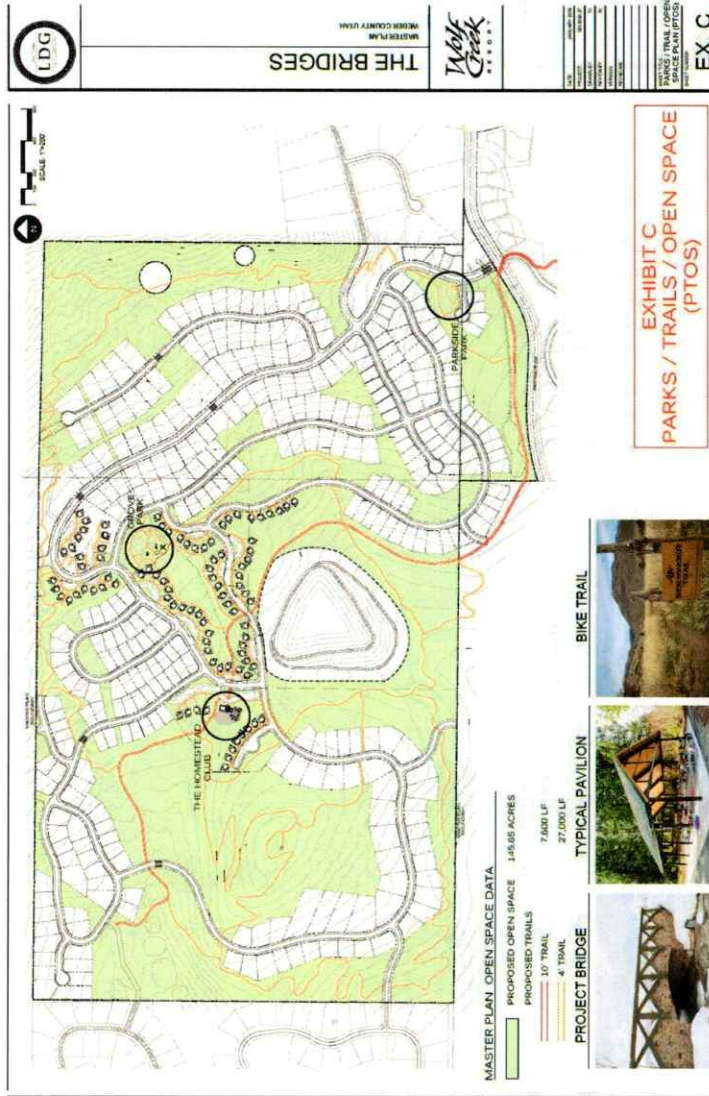 LDG
THE BRIDGES
MASTER PLAN
WEBER COUNTY UTAH
Wolf Creek
RESORT
PARKS / TRAIL / OPEN
SPACE PLAN (PTOS)
EX. C
N
SCALE: 1"=200'
GROVE
PARK
THE HOMESTEAD
CLUB
PARKSIDE
PARK
MASTER PLAN OPEN SPACE DATA
PROPOSED OPEN SPACE 149.65 ACRES
PROPOSED TRAILS
10' TRAIL 7,600 LF
4' TRAIL 27,000 LF
PROJECT BRIDGE
TYPICAL PAVILION
BIKE TRAIL
EXHIBIT C
PARKS / TRAILS / OPEN SPACE
(PTOS)